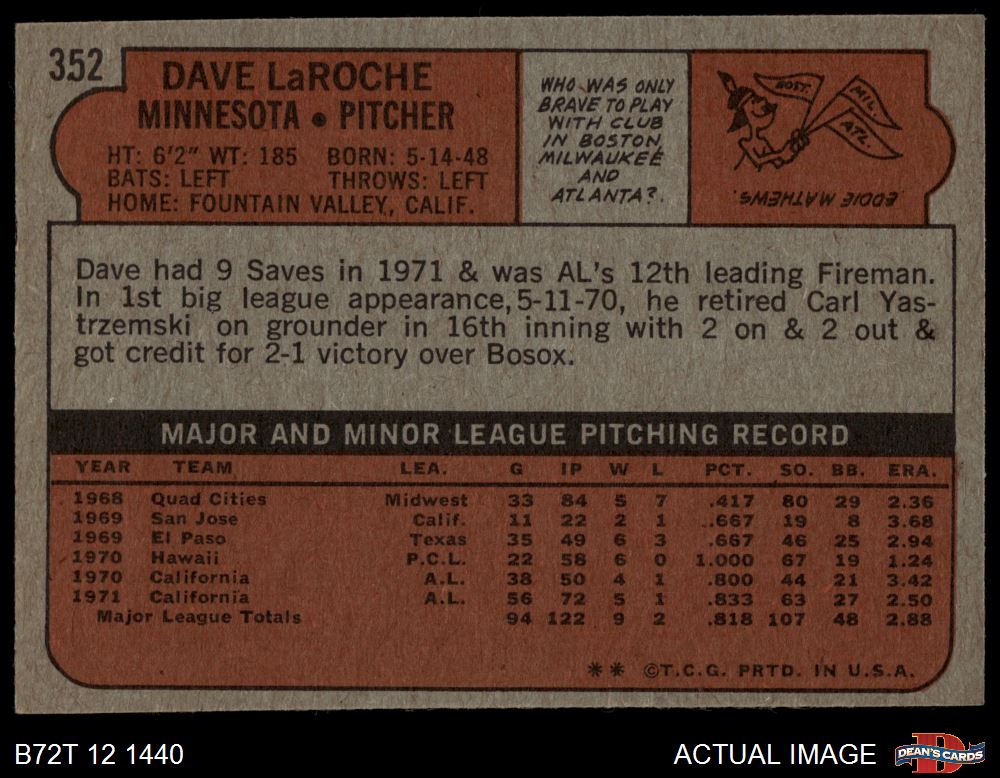 352
DAVE LaROCHE
MINNESOTA • PITCHER
HT: 6'2" WT: 185 BORN: 5-14-48
BATS: LEFT THROWS: LEFT
HOME: FOUNTAIN VALLEY, CALIF.
WHO WAS ONLY
BRAVE TO PLAY
WITH CLUB
IN BOSTON,
MILWAUKEE
AND
ATLANTA?.
BOST.
MIL.
ATL.
EDDIE MATHEWS.
Dave had 9 Saves in 1971 & was AL's 12th leading Fireman.
In 1st big league appearance, 5-11-70, he retired Carl Yas-
trzemski on grounder in 16th inning with 2 on & 2 out &
got credit for 2-1 victory over Bosox.
MAJOR AND MINOR LEAGUE PITCHING RECORD
YEAR TEAM LEA. G IP W L PCT. SO. BB. ERA.
1968 Quad Cities Midwest 33 84 5 7 .417 80 29 2.36
1969 San Jose Calif. 11 22 2 1 .667 19 8 3.68
1969 El Paso Texas 35 49 6 3 .667 46 25 2.94
1970 Hawaii P.C.L. 22 58 6 0 1.000 67 19 1.24
1970 California A.L. 38 50 4 1 .800 44 21 3.42
1971 California A.L. 56 72 5 1 .833 63 27 2.50
Major League Totals 94 122 9 2 .818 107 48 2.88
** ©T.C.G. PRTD. IN U.S.A.
B72T 12 1440 ACTUAL IMAGE DEAN'S CARDS